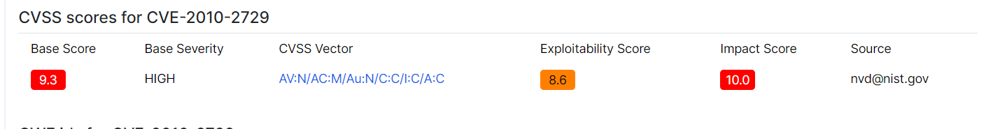 CVSS scores for CVE-2010-2729
Base Score Base Severity CVSS Vector Exploitability Score Impact Score Source
9.3 HIGH AV:N/AC:M/Au:N/C:C/I:C/A:C 8.6 10.0 nvd@nist.gov